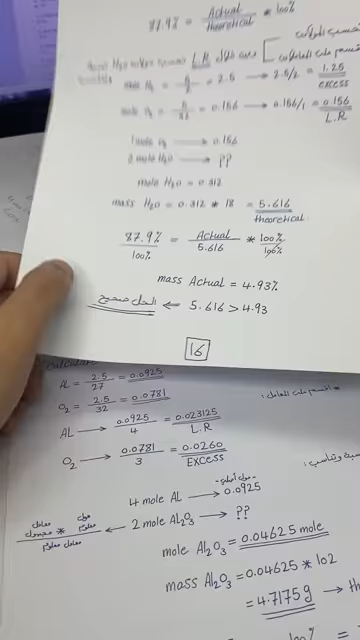 87.9% = Actual / theoretical * 100%
L.R
mole H₂ = = 2.5 → 2.5/2 = 1.25
excess
mole O₂ = 5/32 = 0.156 → 0.156/1 = 0.156
L.R
1 mole O₂ → 0.156
2 mole H₂O → ??
mole H₂O = 0.312
mass H₂O = 0.312 * 18 = 5.616
theoretical
87.9% / 100% = Actual / 5.616 * 100% / 100%
mass Actual = 4.93%
5.616 > 4.93 ⇒ الحل صحيح
16
AL = 2.5 / 27 = 0.0925
O₂ = 2.5 / 32 = 0.0781
AL → 0.0925 / 4 = 0.023125
L.R
O₂ → 0.0781 / 3 = 0.0260
Excess
4 mole AL → 0.0925
2 mole Al₂O₃ → ??
mole Al₂O₃ = 0.04625 mole
mass Al₂O₃ = 0.04625 * 102
= 4.7175g → th